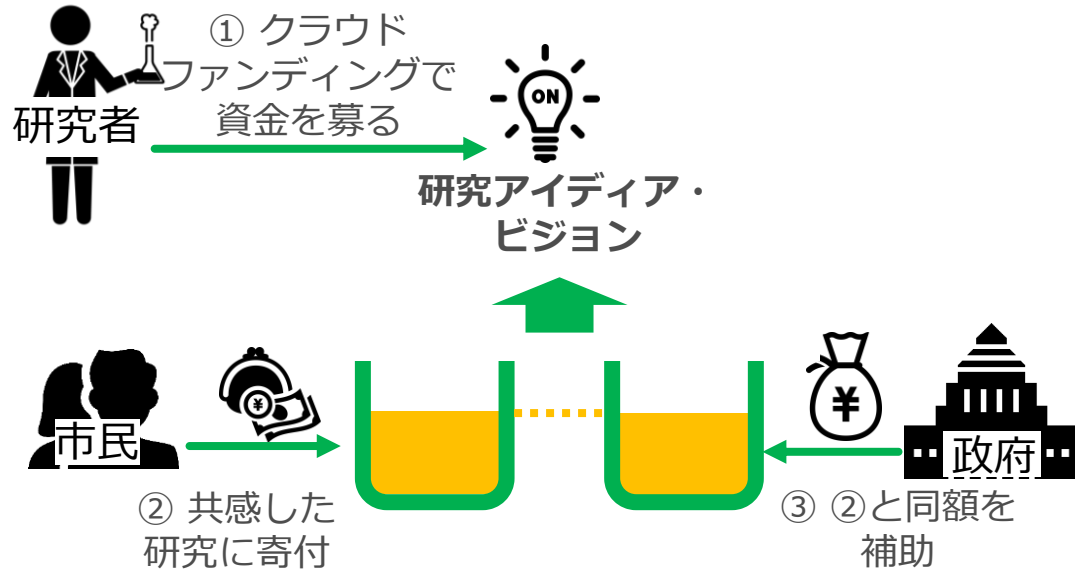 ① クラウド
ファンディングで
資金を募る
研究者
ON
研究アイディア・
ビジョン
市民
¥
¥
政府
② 共感した
研究に寄付
③ ②と同額を
補助